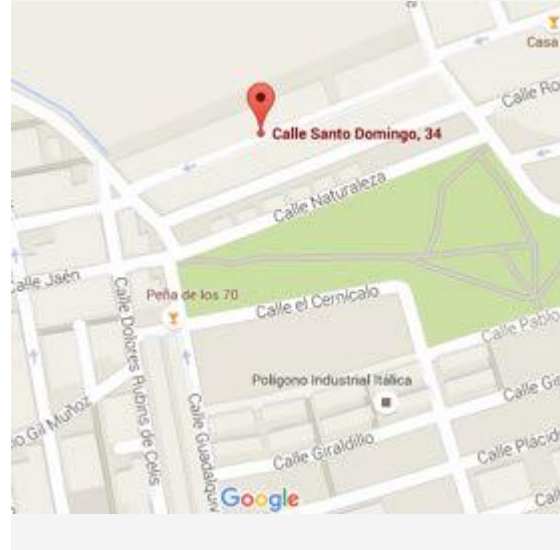 Casa
Calle Ro
Calle Santo Domingo, 34
Calle Naturaleza
Calle Jaén
Peña de los 70
Calle el Cernícalo
Calle Pablo
Calle Dolores Rubins de Celis
Polígono Industrial Itálica
Calle Gi
o Gil Muñoz
Calle Guadalquiv
Calle Giraldillo
Calle Plácid
Google
Call